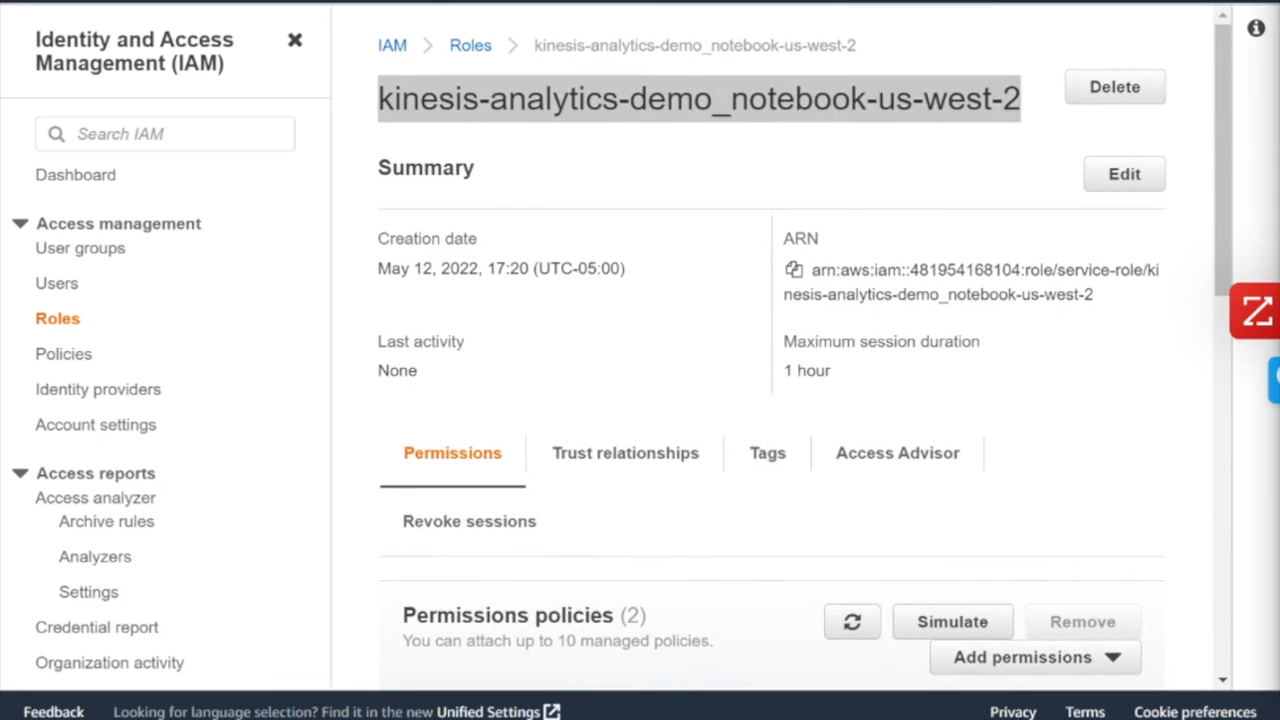 Identity and Access
Management (IAM)
Search IAM
Dashboard
Access management
User groups
Users
Roles
Policies
Identity providers
Account settings
Access reports
Access analyzer
Archive rules
Analyzers
Settings
Credential report
Organization activity
IAM Roles kinesis-analytics-demo_notebook-us-west-2
kinesis-analytics-demo_notebook-us-west-2
Delete
Summary
Edit
Creation date
May 12, 2022, 17:20 (UTC-05:00)
ARN
arn:aws:iam::481954168104:role/service-role/ki
nesis-analytics-demo_notebook-us-west-2
Last activity
None
Maximum session duration
1 hour
Permissions Trust relationships Tags Access Advisor
Revoke sessions
Permissions policies (2)
You can attach up to 10 managed policies.
Simulate Remove
Add permissions
Feedback Looking for language selection? Find it in the new Unified Settings Privacy Terms Cookie preferences